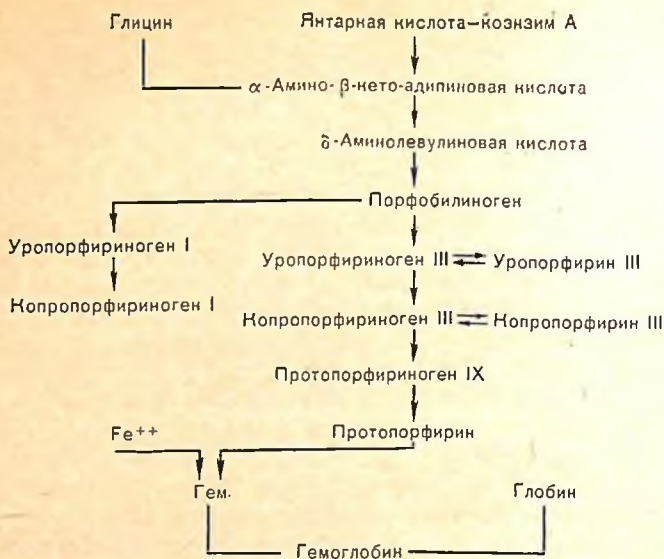 Глицин Янтарная кислота—коэнзим А
α-Амино-β-кето-адипиновая кислота
δ-Аминолевулиновая кислота
Порфобилиноген
Уропорфириноген I
Уропорфириноген III Уропорфирин III
Копропорфириноген I
Копропорфириноген III Копропорфирин III
Протопорфириноген IX
Fe++ Протопорфирин
Гем. Глобин
Гемоглобин